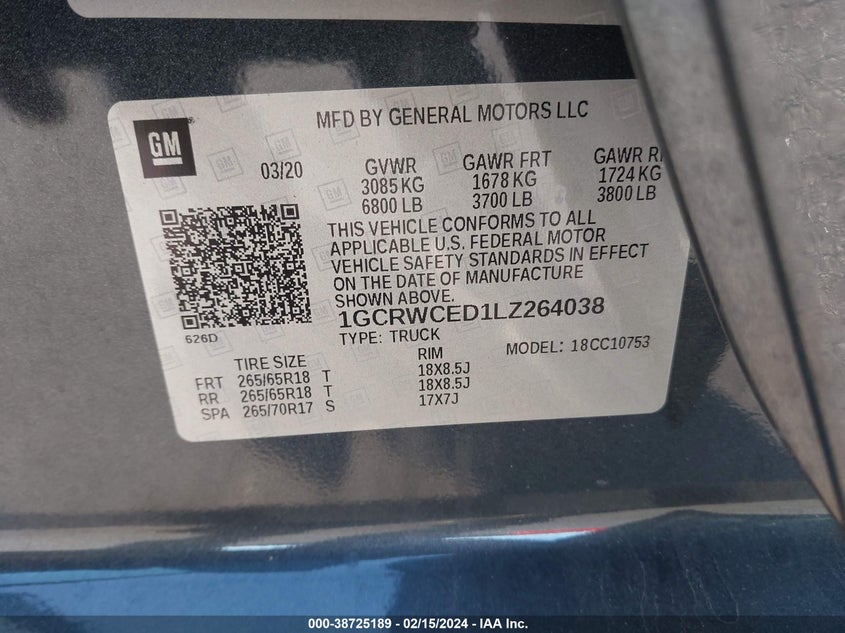 GM
MFD BY GENERAL MOTORS LLC
03/20
GVWR GAWR FRT GAWR
3085 KG 1678 KG 1724 KG
6800 LB 3700 LB 3800 LB
THIS VEHICLE CONFORMS TO ALL
APPLICABLE U.S. FEDERAL MOTOR
VEHICLE SAFETY STANDARDS IN EFFECT
ON THE DATE OF MANUFACTURE
SHOWN ABOVE.
1GCRWCED1LZ264038
526D
TYPE: TRUCK
MODEL: 18CC10753
TIRE SIZE RIM
FRT 265/65R18 T 18X8.5J
RR 265/65R18 T 18X8.5J
SPA 265/70R17 S 17X7J
000-38725189 - 02/15/2024 - IAA Inc.